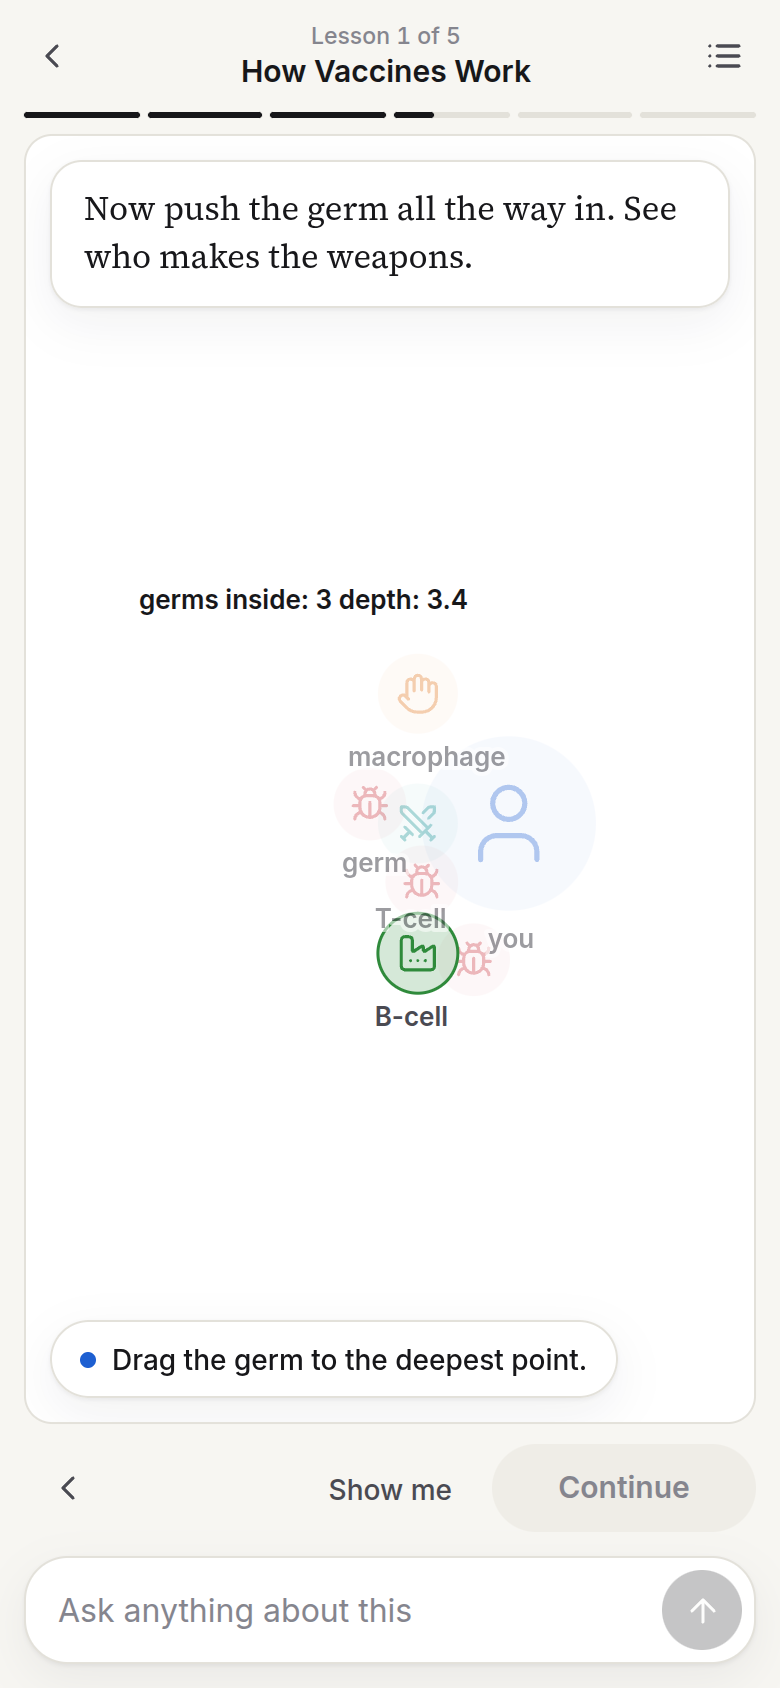 Lesson 1 of 5
How Vaccines Work
Now push the germ all the way in. See
who makes the weapons.
germs inside: 3 depth: 3.4
macrophage
germ
T-cell
you
B-cell
Drag the germ to the deepest point.
Show me
Continue
Ask anything about this